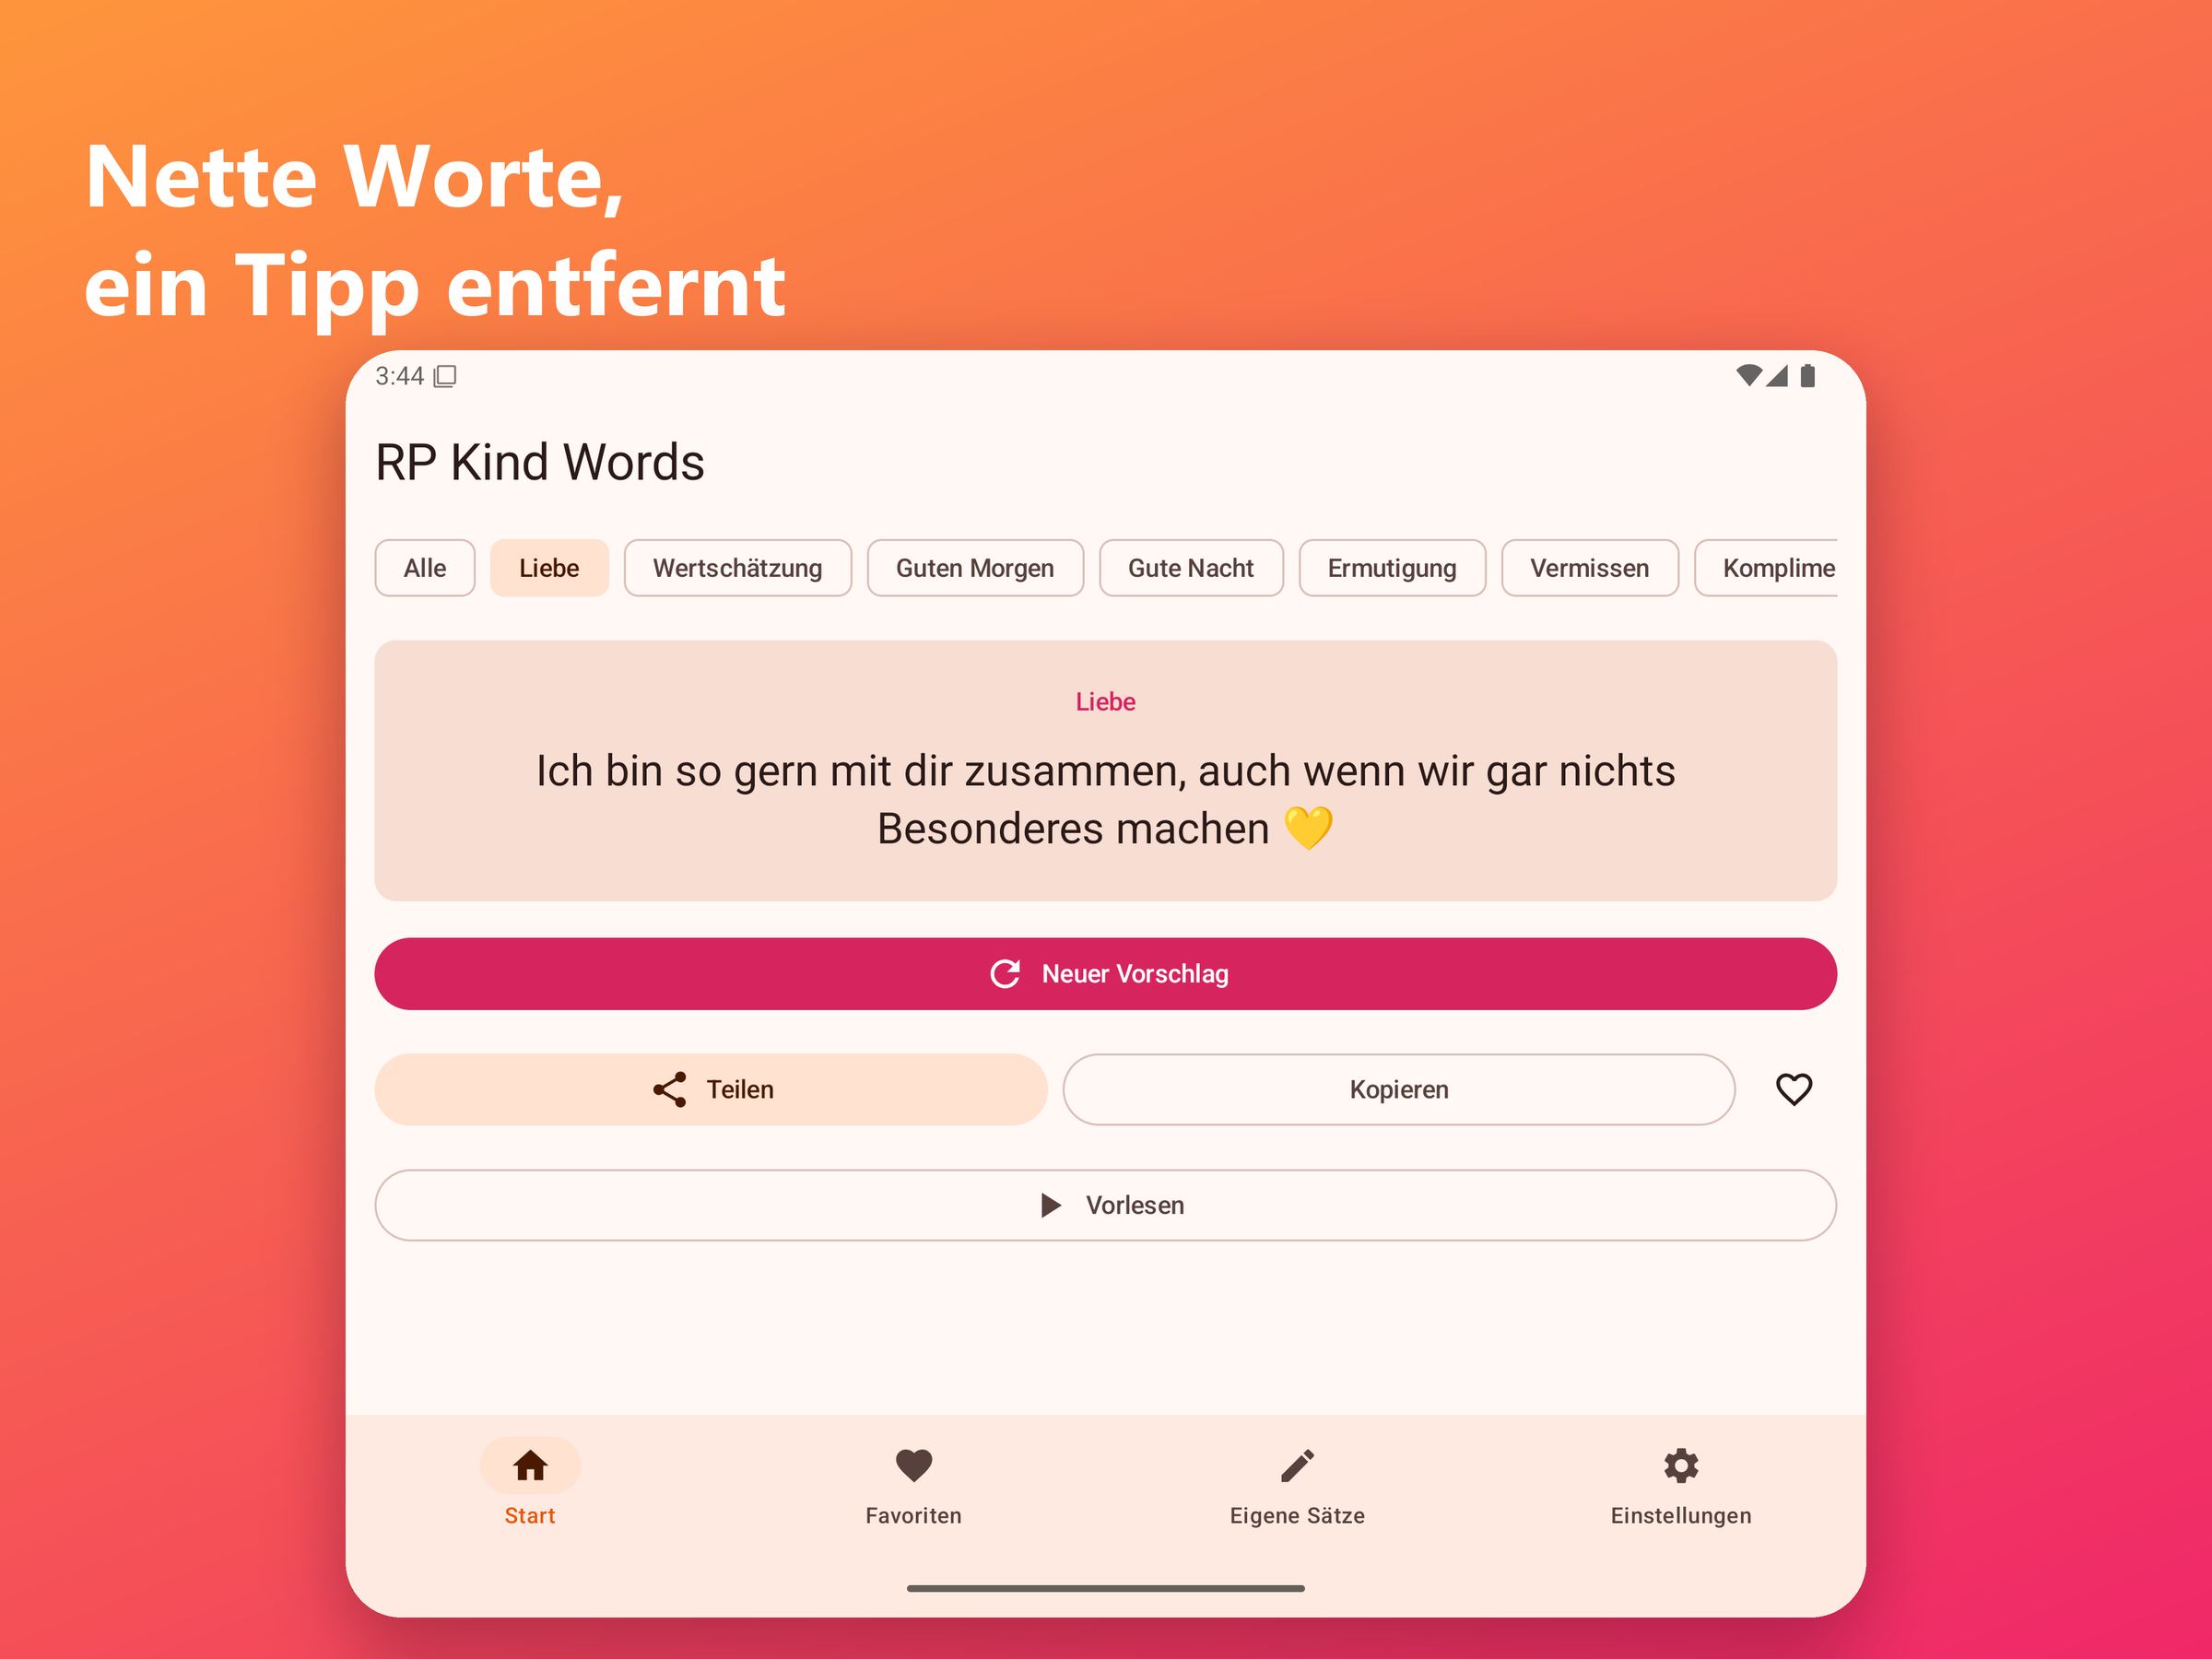 Nette Worte,
ein Tipp entfernt
3:44
RP Kind Words
Alle
Liebe
Wertschätzung
Guten Morgen
Gute Nacht
Ermutigung
Vermissen
Komplime
Liebe
Ich bin so gern mit dir zusammen, auch wenn wir gar nichts
Besonderes machen 💛
Neuer Vorschlag
Teilen
Kopieren
Vorlesen
Start
Favoriten
Eigene Sätze
Einstellungen